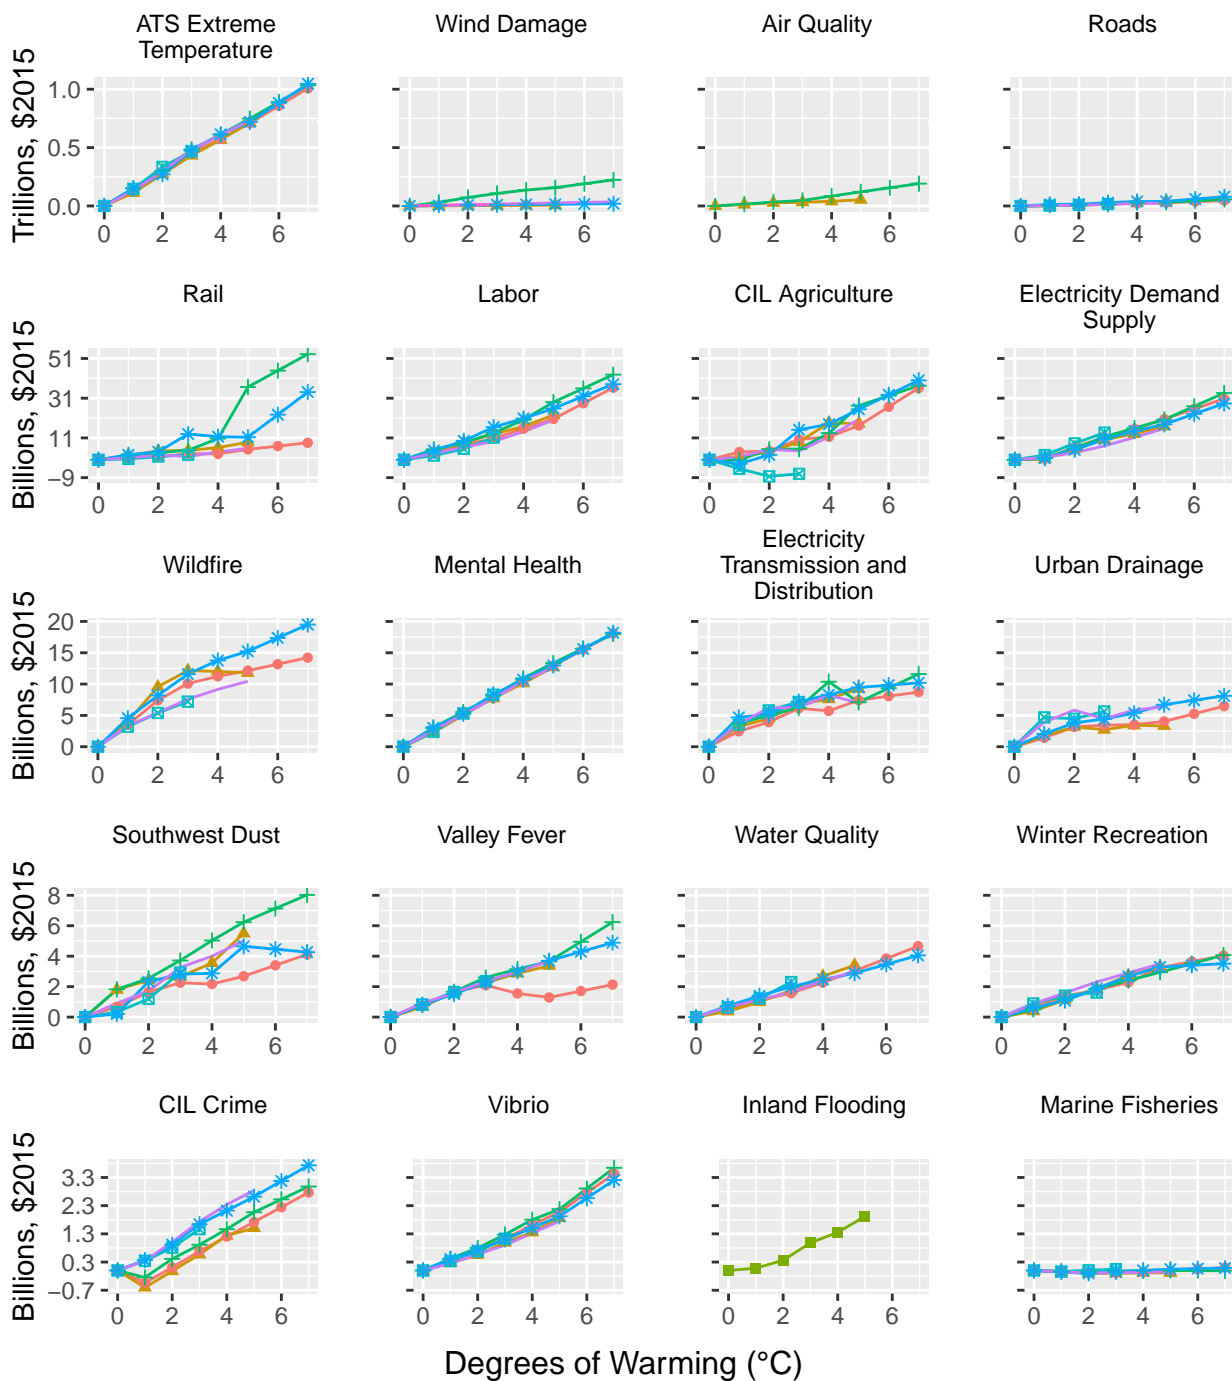 ATS Extreme
Temperature
Wind Damage
Air Quality
Roads
Trillions, $2015
1.0
0.5
0.0
0 2 4 6
0 2 4 6
0 2 4 6
0 2 4 6
Rail
Labor
CIL Agriculture
Electricity Demand
Supply
Billions, $2015
51
31
11
−9
0 2 4 6
0 2 4 6
0 2 4 6
0 2 4 6
Wildfire
Mental Health
Electricity
Transmission and
Distribution
Urban Drainage
Billions, $2015
20
15
10
5
0
0 2 4 6
0 2 4 6
0 2 4 6
0 2 4 6
Southwest Dust
Valley Fever
Water Quality
Winter Recreation
Billions, $2015
8
6
4
2
0
0 2 4 6
0 2 4 6
0 2 4 6
0 2 4 6
CIL Crime
Vibrio
Inland Flooding
Marine Fisheries
Billions, $2015
3.3
2.3
1.3
0.3
−0.7
0 2 4 6
0 2 4 6
0 2 4 6
0 2 4 6
Degrees of Warming (°C)